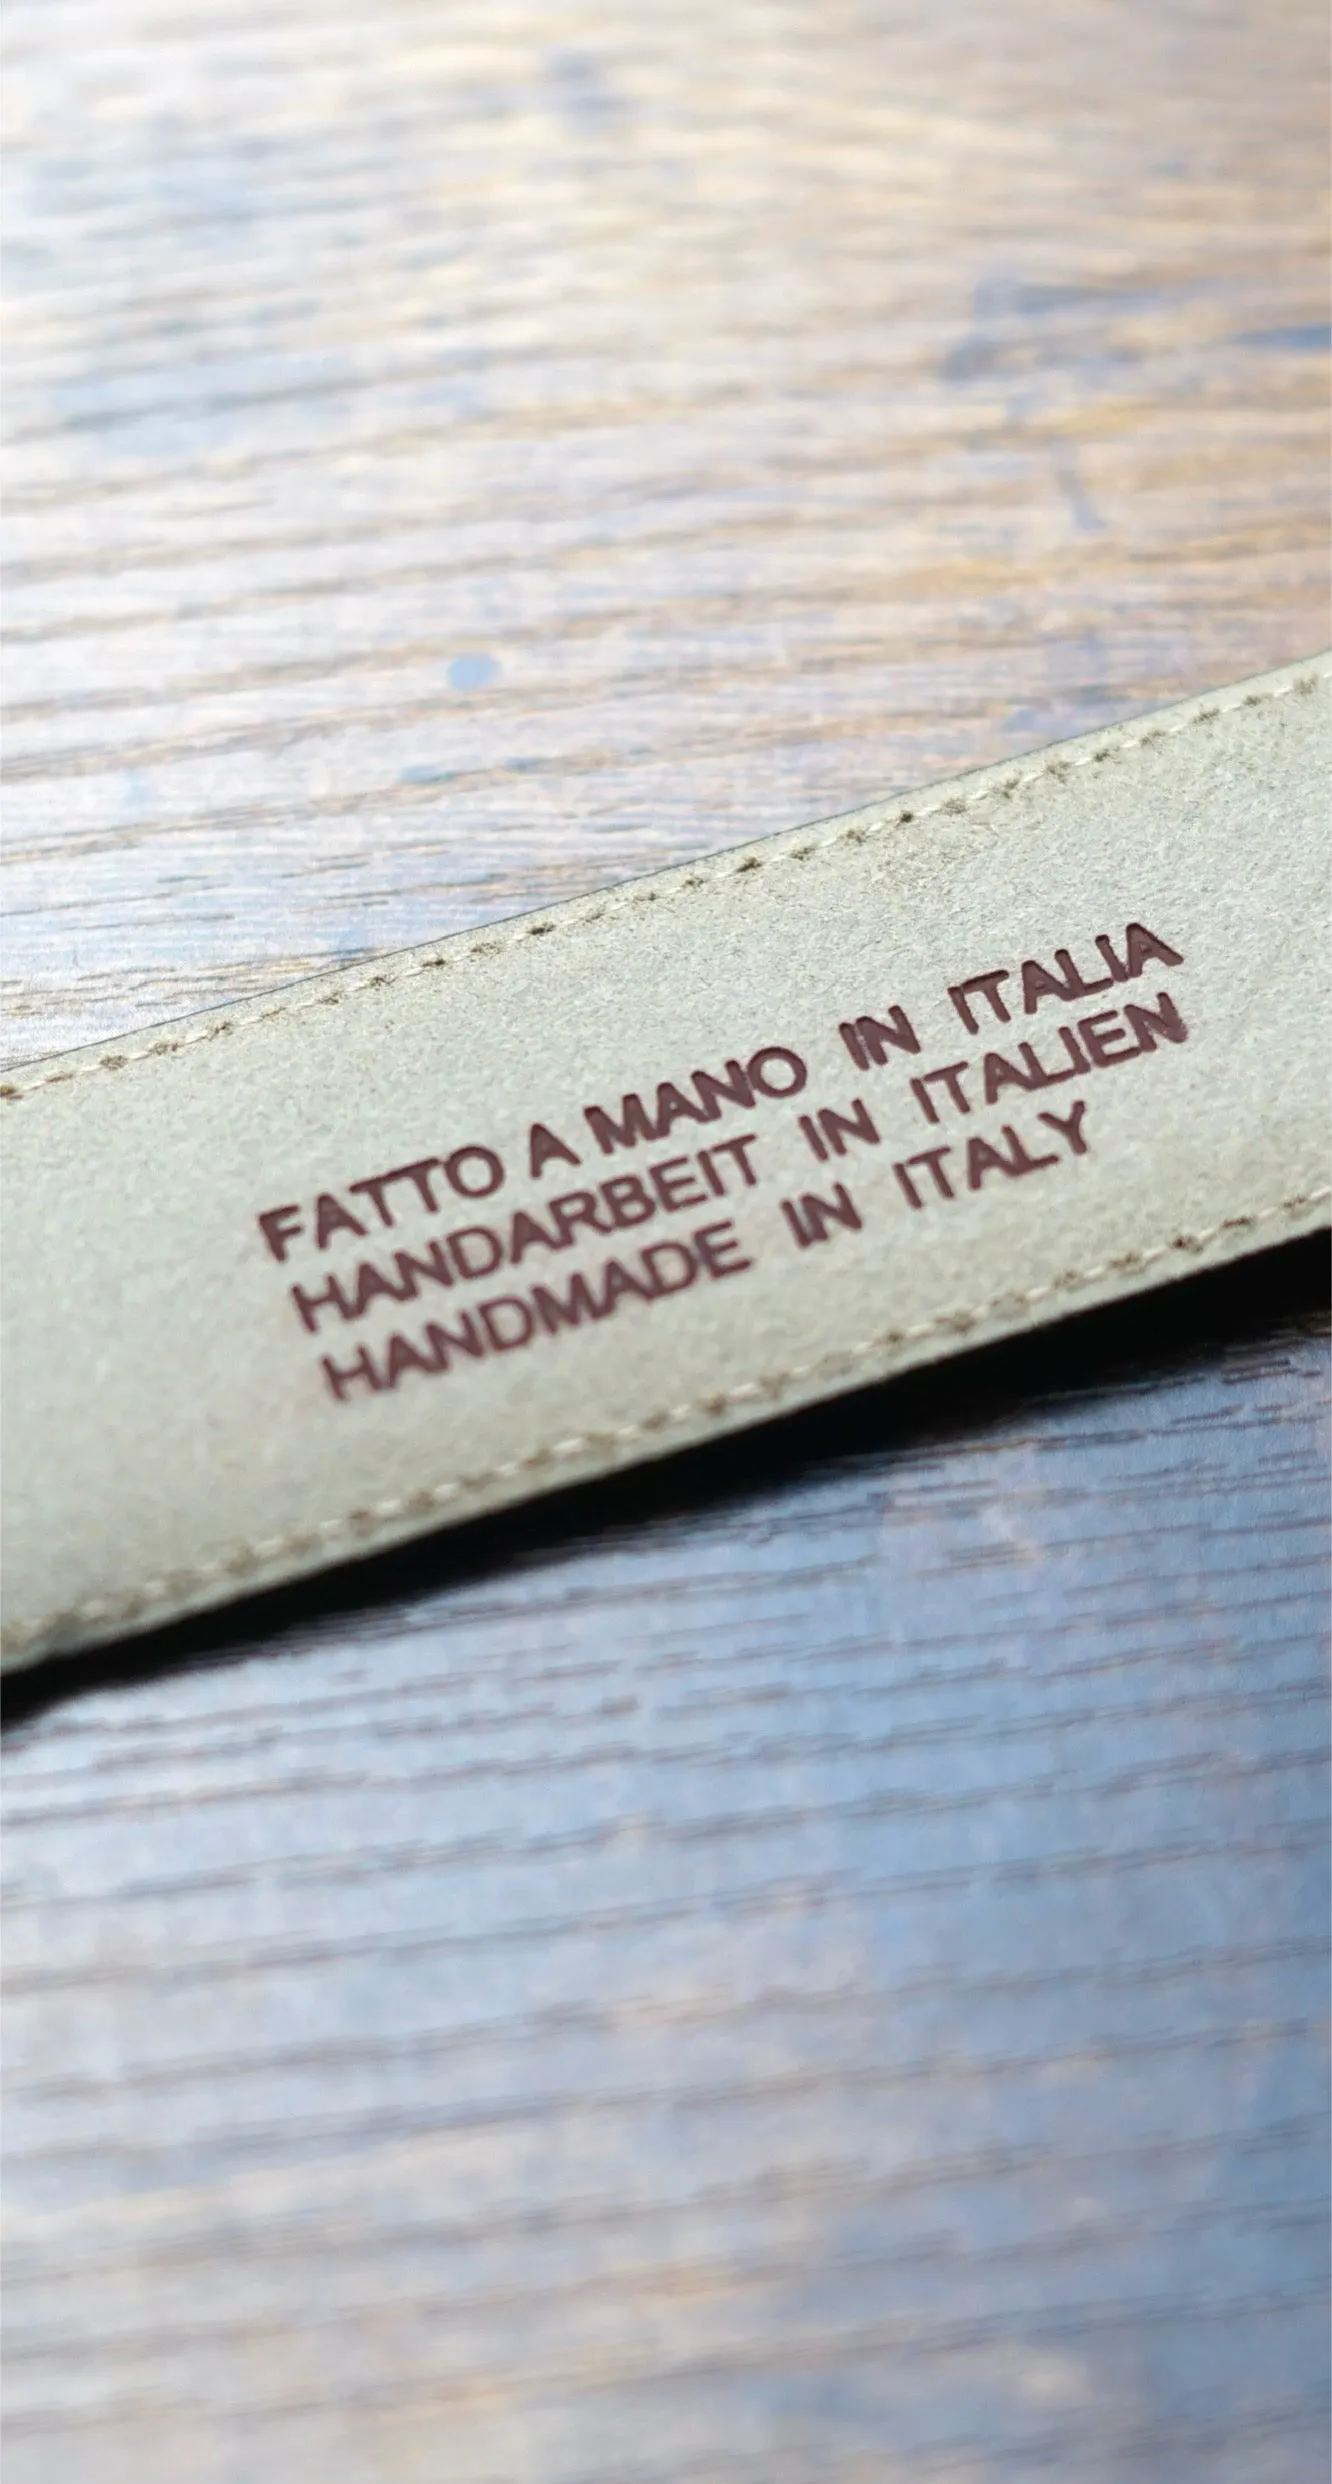 FATTO A MANO IN ITALIA
HANDARBEIT IN ITALIEN
HANDMADE IN ITALY